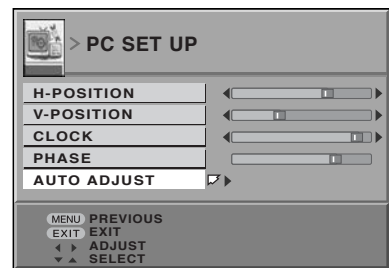 > PC SET UP
H-POSITION
V-POSITION
CLOCK
PHASE
AUTO ADJUST
MENU PREVIOUS
EXIT EXIT
ADJUST
SELECT